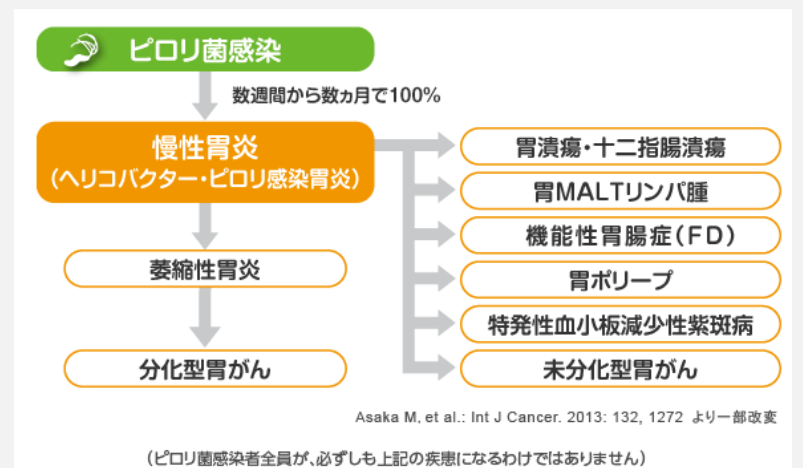 ピロリ菌感染
数週間から数ヵ月で100%
慢性胃炎
(ヘリコバクター・ピロリ感染胃炎)
萎縮性胃炎
分化型胃がん
胃潰瘍・十二指腸潰瘍
胃MALTリンパ腫
機能性胃腸症(FD)
胃ポリープ
特発性血小板減少性紫斑病
未分化型胃がん
Asaka M, et al.: Int J Cancer. 2013: 132, 1272 より一部改変
(ピロリ菌感染者全員が、必ずしも上記の疾患になるわけではありません)